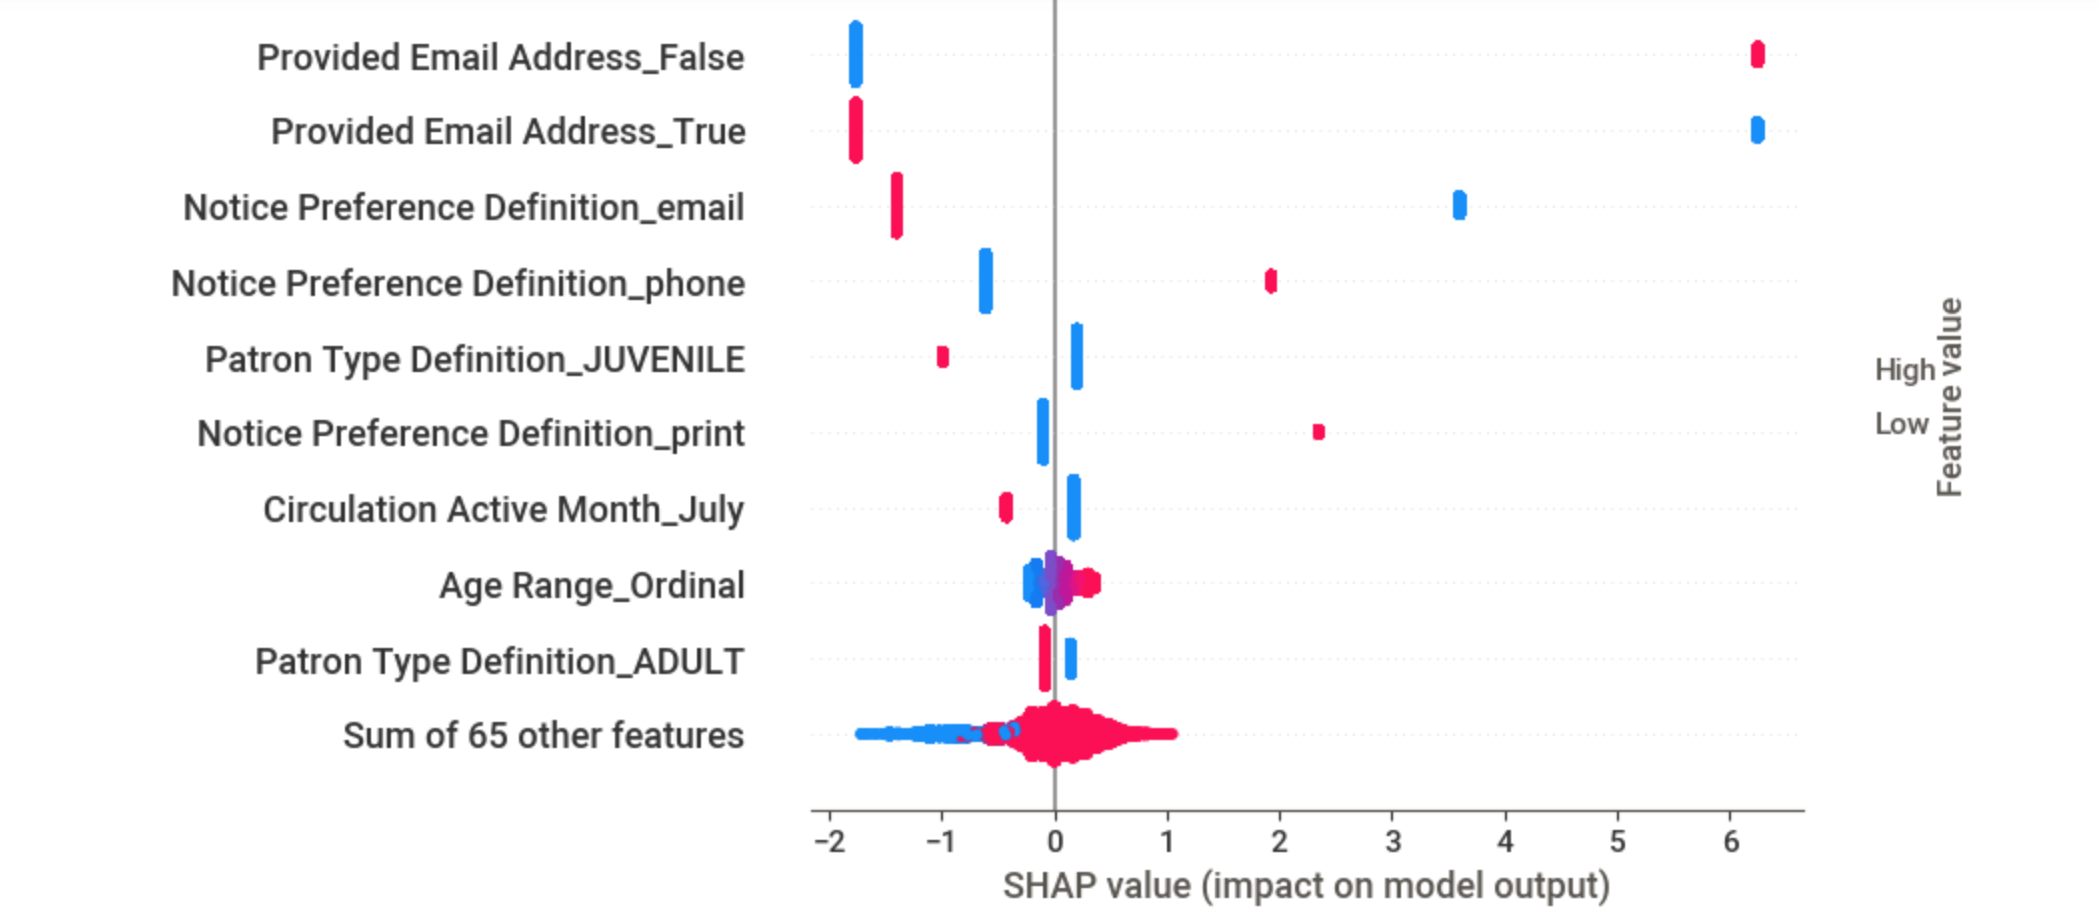 Provided Email Address_False
Provided Email Address_True
Notice Preference Definition_email
Notice Preference Definition_phone
Patron Type Definition_JUVENILE
Notice Preference Definition_print
Circulation Active Month_July
Age Range_Ordinal
Patron Type Definition_ADULT
Sum of 65 other features
−2 −1 0 1 2 3 4 5 6
SHAP value (impact on model output)
High
Low
Feature value